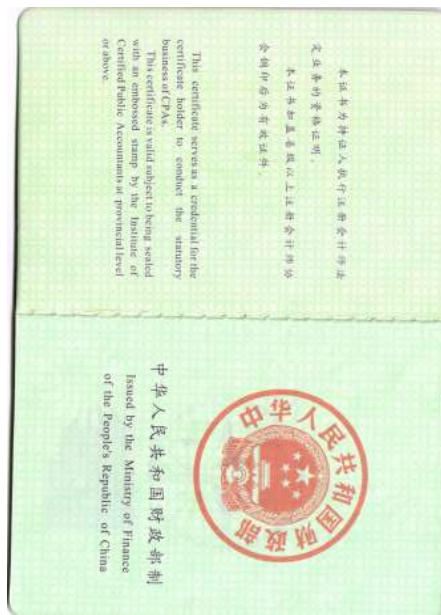 本证书为持证人执行注册会计师法
定业务的资格证明。
本证书加盖省级以上注册会计师协
会钢印后为有效证件。
This certificate serves as a credential for the
certificate holder to conduct the statutory
business of CPAs.
This certificate is valid subject to being sealed
with an embossed stamp by the Institute of
Certified Public Accountants at provincial level
or above.
中华人民共和国财政部
中华人民共和国财政部制
Issued by the Ministry of Finance
of the People's Republic of China